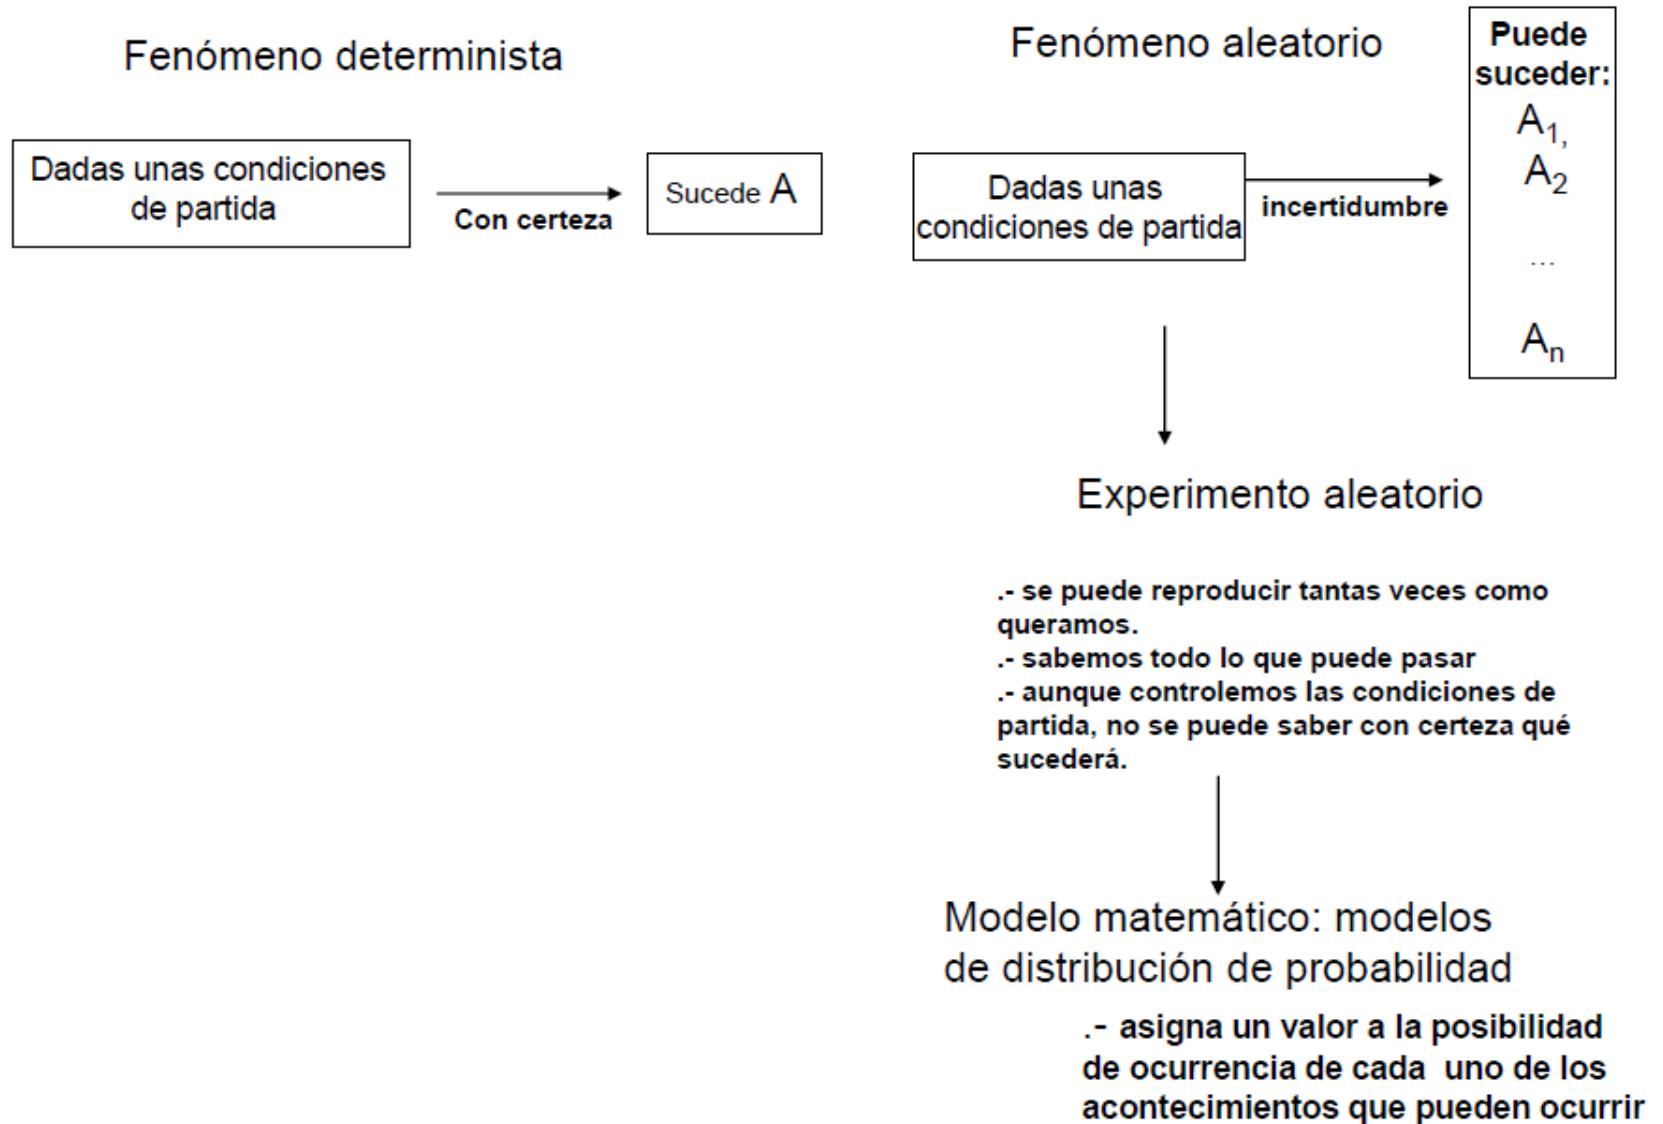 Fenómeno determinista
Dadas unas condiciones
de partida
Con certeza
Sucede A
Fenómeno aleatorio
Dadas unas
condiciones de partida
incertidumbre
Puede
suceder:
A1,
A2
...
An
Experimento aleatorio
.- se puede reproducir tantas veces como
queramos.
.- sabemos todo lo que puede pasar
.- aunque controlemos las condiciones de
partida, no se puede saber con certeza qué
sucederá.
Modelo matemático: modelos
de distribución de probabilidad
.- asigna un valor a la posibilidad
de ocurrencia de cada uno de los
acontecimientos que pueden ocurrir